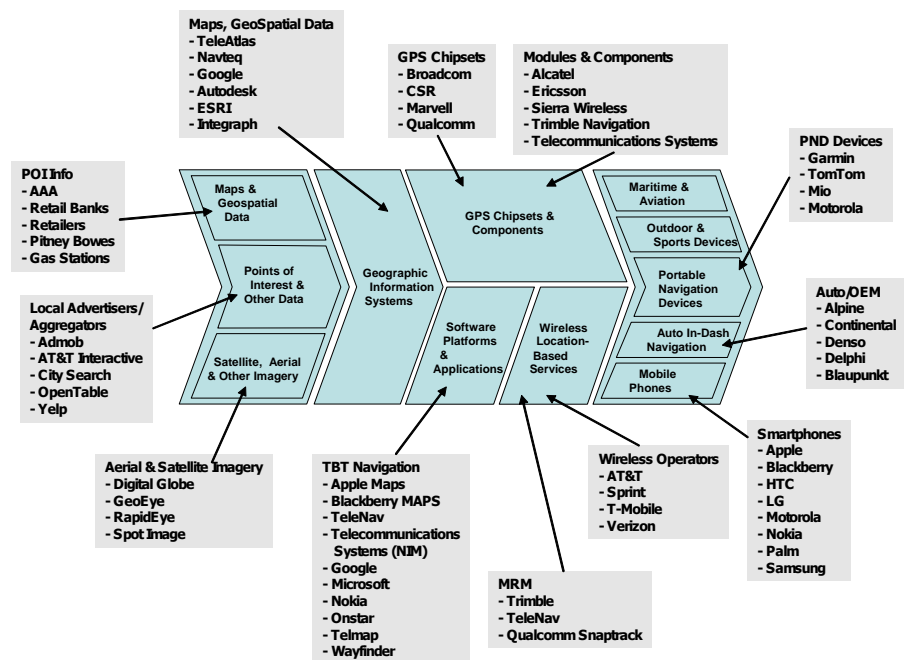 Maps, GeoSpatial Data
- TeleAtlas
- Navteq
- Google
- Autodesk
- ESRI
- Integraph
GPS Chipsets
- Broadcom
- CSR
- Marvell
- Qualcomm
Modules & Components
- Alcatel
- Ericsson
- Sierra Wireless
- Trimble Navigation
- Telecommunications Systems
PND Devices
- Garmin
- TomTom
- Mio
- Motorola
POI Info
- AAA
- Retail Banks
- Retailers
- Pitney Bowes
- Gas Stations
Maps &
Geospatial
Data
Points of
Interest &
Other Data
Satellite, Aerial
& Other Imagery
Geographic
Information
Systems
GPS Chipsets &
Components
Software
Platforms
&
Applications
Wireless
Location-
Based
Services
Maritime &
Aviation
Outdoor &
Sports Devices
Portable
Navigation
Devices
Auto In-Dash
Navigation
Mobile
Phones
Local Advertisers/
Aggregators
- Admob
- AT&T Interactive
- City Search
- OpenTable
- Yelp
Auto/OEM
- Alpine
- Continental
- Denso
- Delphi
- Blaupunkt
Aerial & Satellite Imagery
- Digital Globe
- GeoEye
- RapidEye
- Spot Image
TBT Navigation
- Apple Maps
- Blackberry MAPS
- TeleNav
- Telecommunications
Systems (NIM)
- Google
- Microsoft
- Nokia
- Onstar
- Telmap
- Wayfinder
Wireless Operators
- AT&T
- Sprint
- T-Mobile
- Verizon
MRM
- Trimble
- TeleNav
- Qualcomm Snaptrack
Smartphones
- Apple
- Blackberry
- HTC
- LG
- Motorola
- Nokia
- Palm
- Samsung